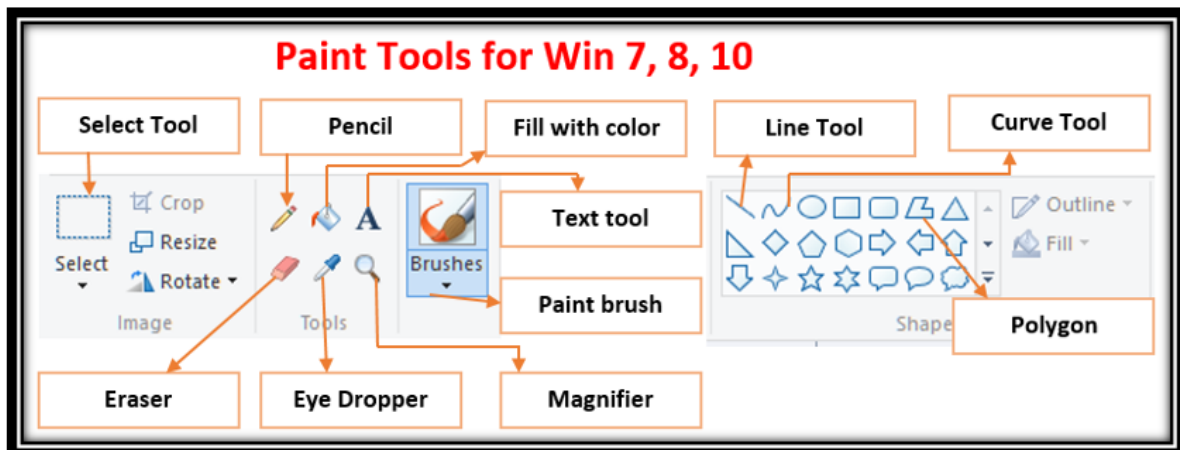 Paint Tools for Win 7, 8, 10
Select Tool
Pencil
Fill with color
Line Tool
Curve Tool
Crop
Resize
Rotate
Select
Image
A
Tools
Text tool
Brushes
Paint brush
Outline
Fill
Shape
Polygon
Eraser
Eye Dropper
Magnifier